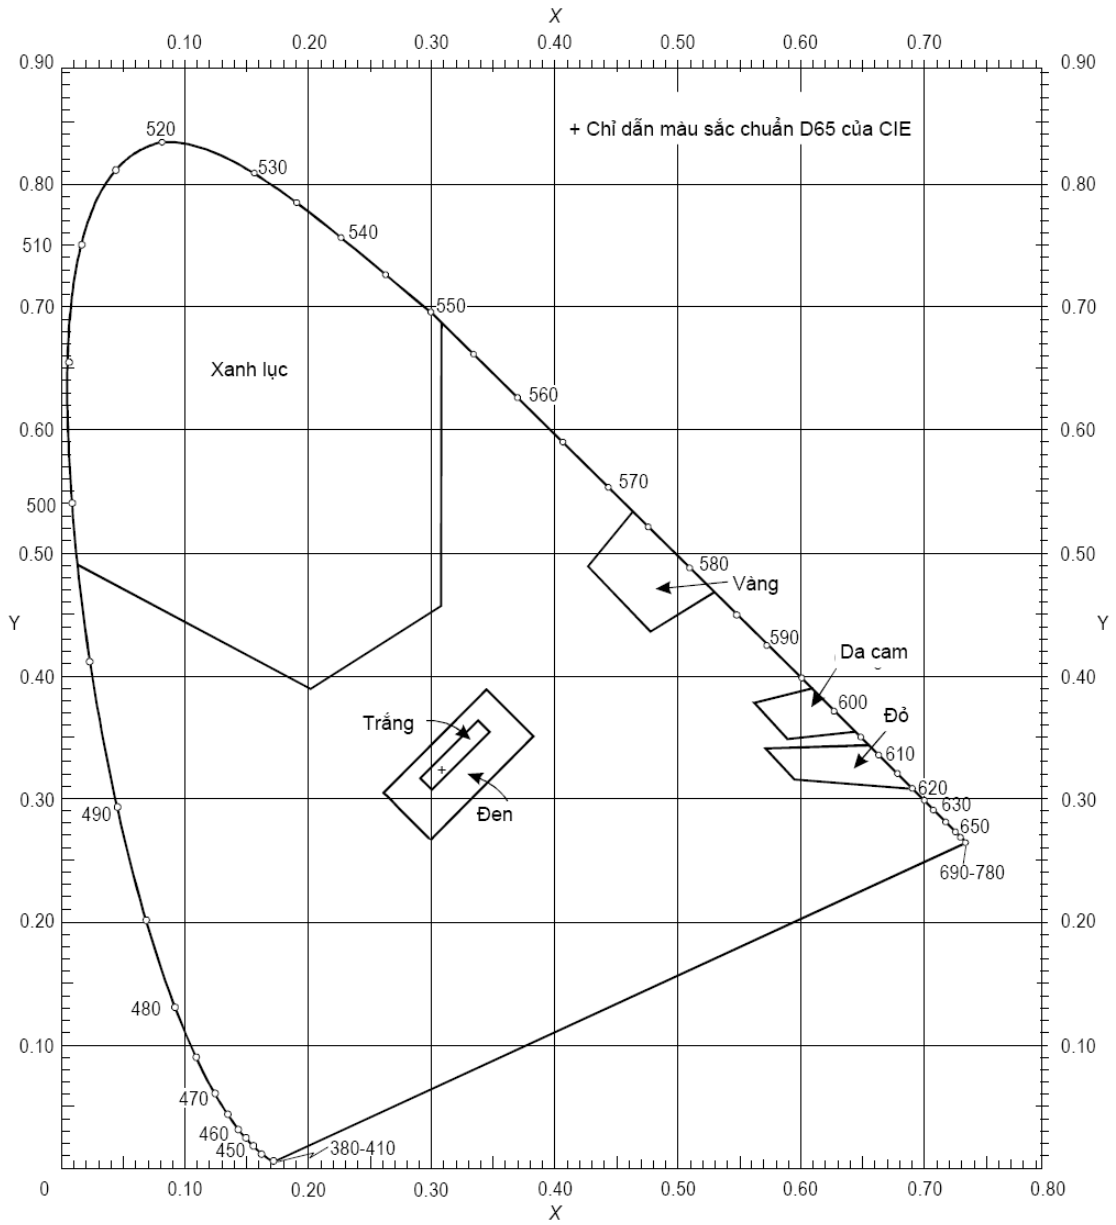 X
0.10 0.20 0.30 0.40 0.50 0.60 0.70
0.90 0.90
520
+ Chỉ dẫn màu sắc chuẩn D65 của CIE
530
0.80 0.80
510 540
0.70 550 0.70
Xanh lục
560
0.60 0.60
570
500
0.50 580 0.50
Vàng
Y 590 Y
Da cam
0.40 0.40
600
Trắng Đỏ
610
620
0.30 630 0.30
490 Đen
650
690-780
0.20 0.20
480
0.10 0.10
470
460
450 380-410
0 0.10 0.20 0.30 0.40 0.50 0.60 0.70 0.80
X